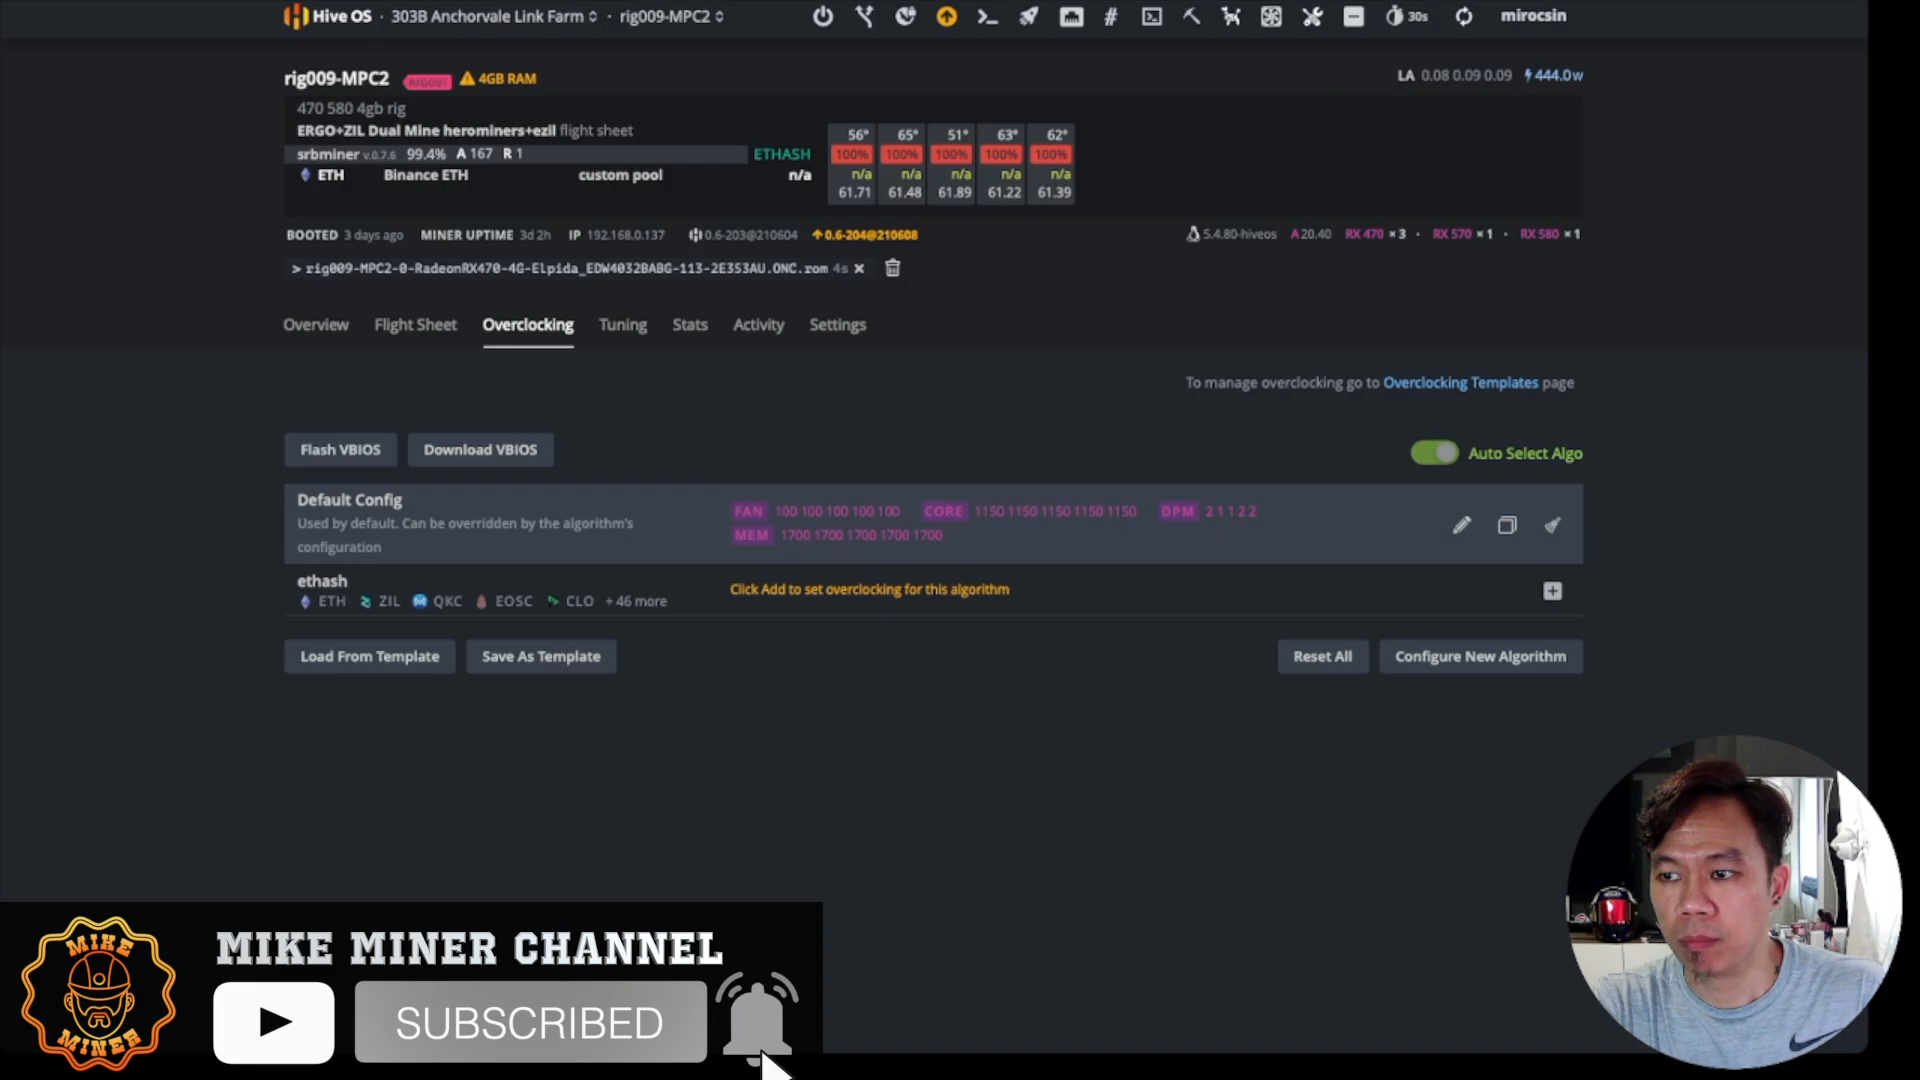 Hive OS · 303B Anchorvale Link Farm · rig009-MPC2
30s
mirocsin
rig009-MPC2 RIGOUT 4GB RAM
LA 0.08 0.09 0.09 444.0w
470 580 4gb rig
ERGO+ZIL Dual Mine herominers+ezil flight sheet
srbminer v.0.7.6 99.4% A 167 R 1 ETHASH
ETH Binance ETH custom pool n/a
56° 65° 51° 63° 62°
100% 100% 100% 100% 100%
n/a n/a n/a n/a n/a
61.71 61.48 61.89 61.22 61.39
BOOTED 3 days ago MINER UPTIME 3d 2h IP 192.168.0.137 0.6-203@210604 0.6-204@210608
5.4.80-hiveos A 20.40 RX 470 ×3 · RX 570 ×1 · RX 580 ×1
> rig009-MPC2-0-RadeonRX470-4G-Elpida_EDW4032BABG-113-2E353AU.ONC.rom 4s ×
Overview Flight Sheet Overclocking Tuning Stats Activity Settings
To manage overclocking go to Overclocking Templates page
Flash VBIOS Download VBIOS
Auto Select Algo
Default Config
Used by default. Can be overridden by the algorithm's
configuration
FAN 100 100 100 100 100 CORE 1150 1150 1150 1150 1150 DPM 2 1 1 2 2
MEM 1700 1700 1700 1700 1700
ethash
ETH ZIL QKC EOSC CLO + 46 more
Click Add to set overclocking for this algorithm
Load From Template Save As Template
Reset All Configure New Algorithm
MIKE
MINER
MIKE MINER CHANNEL
SUBSCRIBED